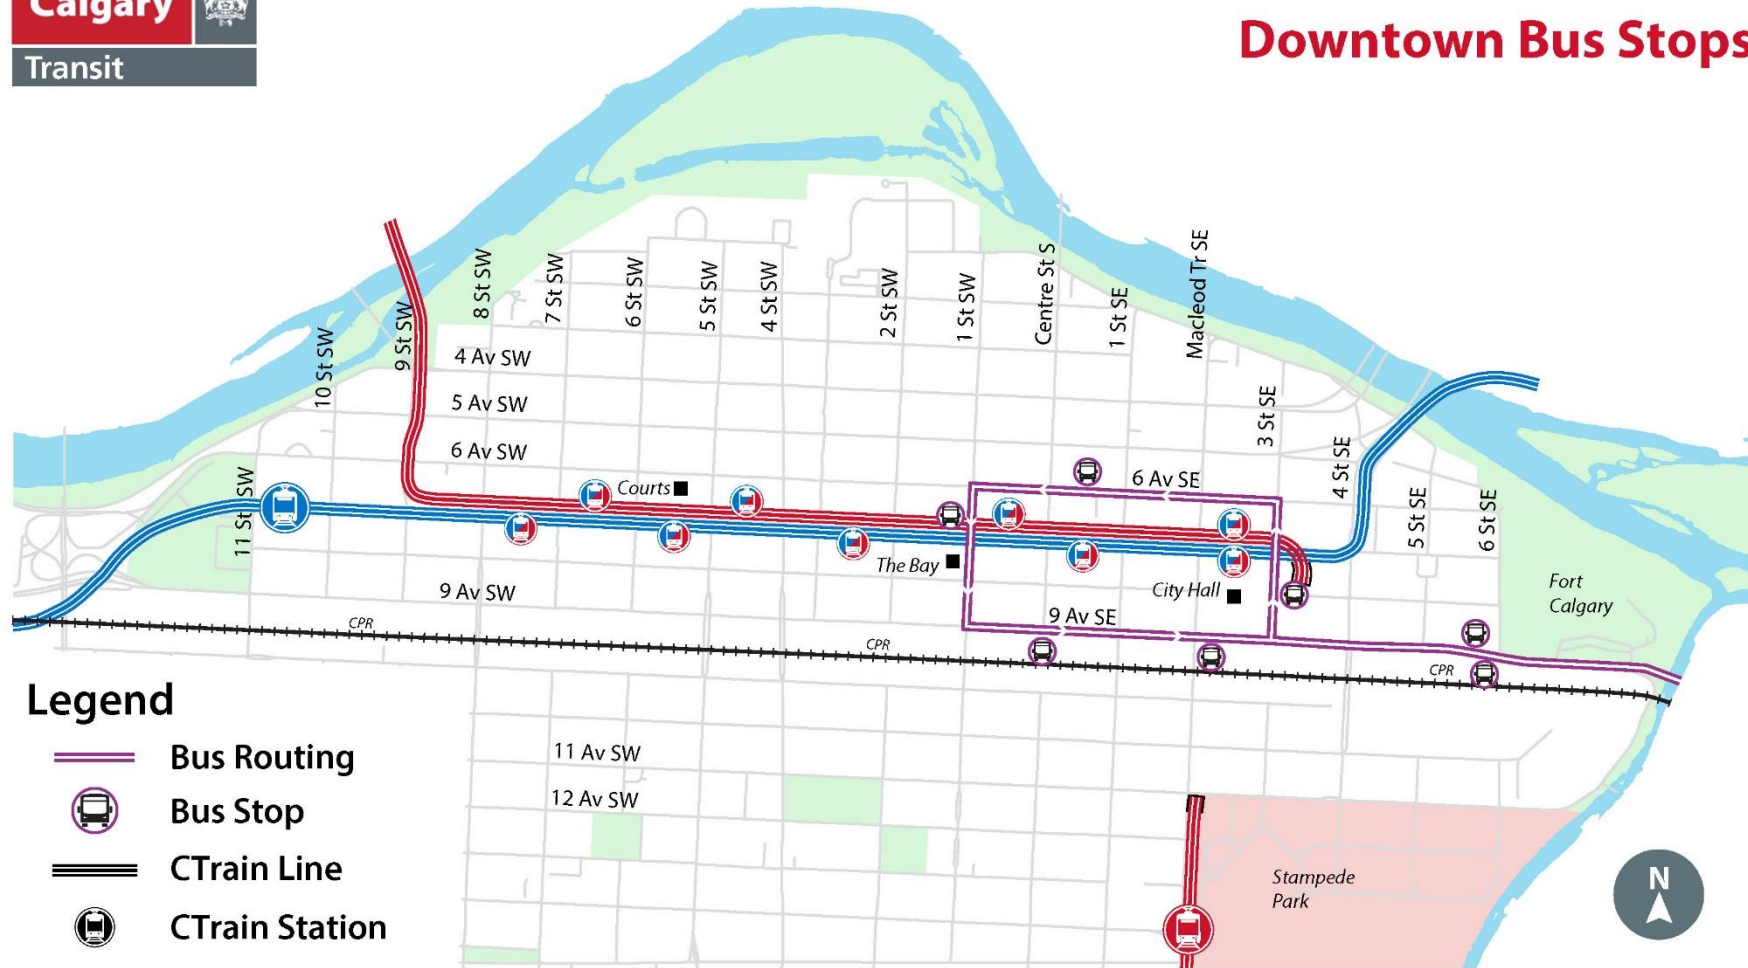 Calgary
Transit
Downtown Bus Stops
10 St SW
9 St SW
8 St SW
7 St SW
6 St SW
5 St SW
4 St SW
2 St SW
1 St SW
Centre St S
1 St SE
Macleod Tr SE
3 St SE
4 St SE
5 St SE
6 St SE
11 St SW
4 Av SW
5 Av SW
6 Av SW
6 Av SE
Courts
The Bay
City Hall
Fort
Calgary
9 Av SW
9 Av SE
CPR
CPR
CPR
11 Av SW
12 Av SW
Stampede
Park
Legend
Bus Routing
Bus Stop
CTrain Line
CTrain Station
N